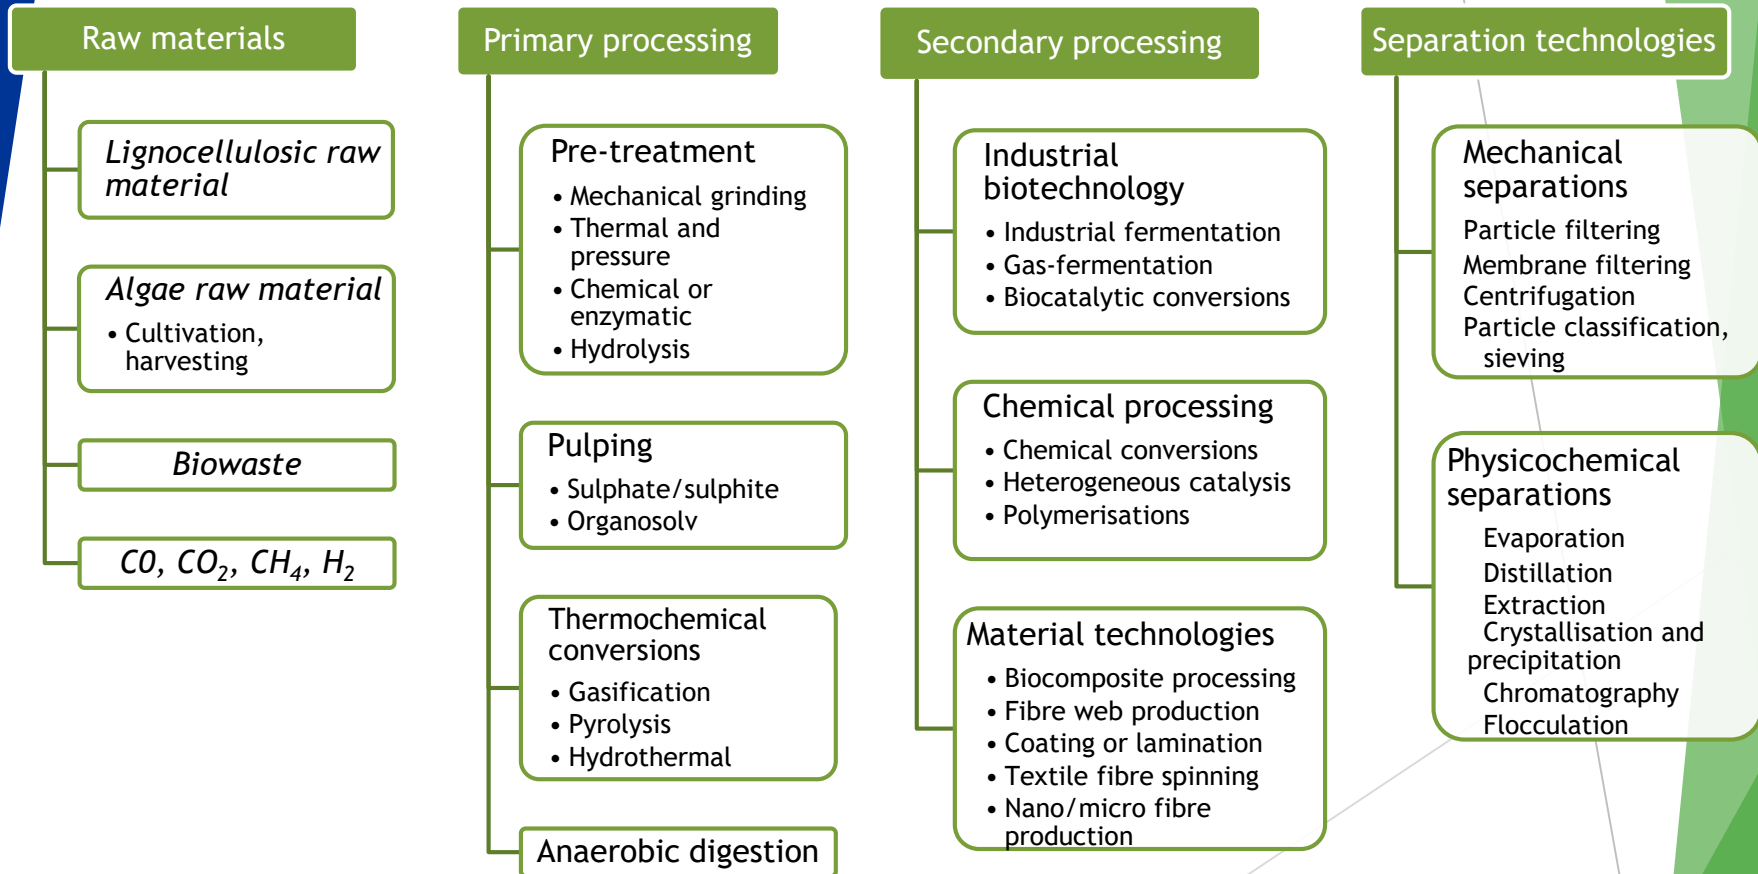 Raw materials
Lignocellulosic raw
material
Algae raw material
• Cultivation,
harvesting
Biowaste
C0, CO₂, CH₄, H₂
Primary processing
Pre-treatment
• Mechanical grinding
• Thermal and
pressure
• Chemical or
enzymatic
• Hydrolysis
Pulping
• Sulphate/sulphite
• Organosolv
Thermochemical
conversions
• Gasification
• Pyrolysis
• Hydrothermal
Anaerobic digestion
Secondary processing
Industrial
biotechnology
• Industrial fermentation
• Gas-fermentation
• Biocatalytic conversions
Chemical processing
• Chemical conversions
• Heterogeneous catalysis
• Polymerisations
Material technologies
• Biocomposite processing
• Fibre web production
• Coating or lamination
• Textile fibre spinning
• Nano/micro fibre
production
Separation technologies
Mechanical
separations
Particle filtering
Membrane filtering
Centrifugation
Particle classification,
sieving
Physicochemical
separations
Evaporation
Distillation
Extraction
Crystallisation and
precipitation
Chromatography
Flocculation